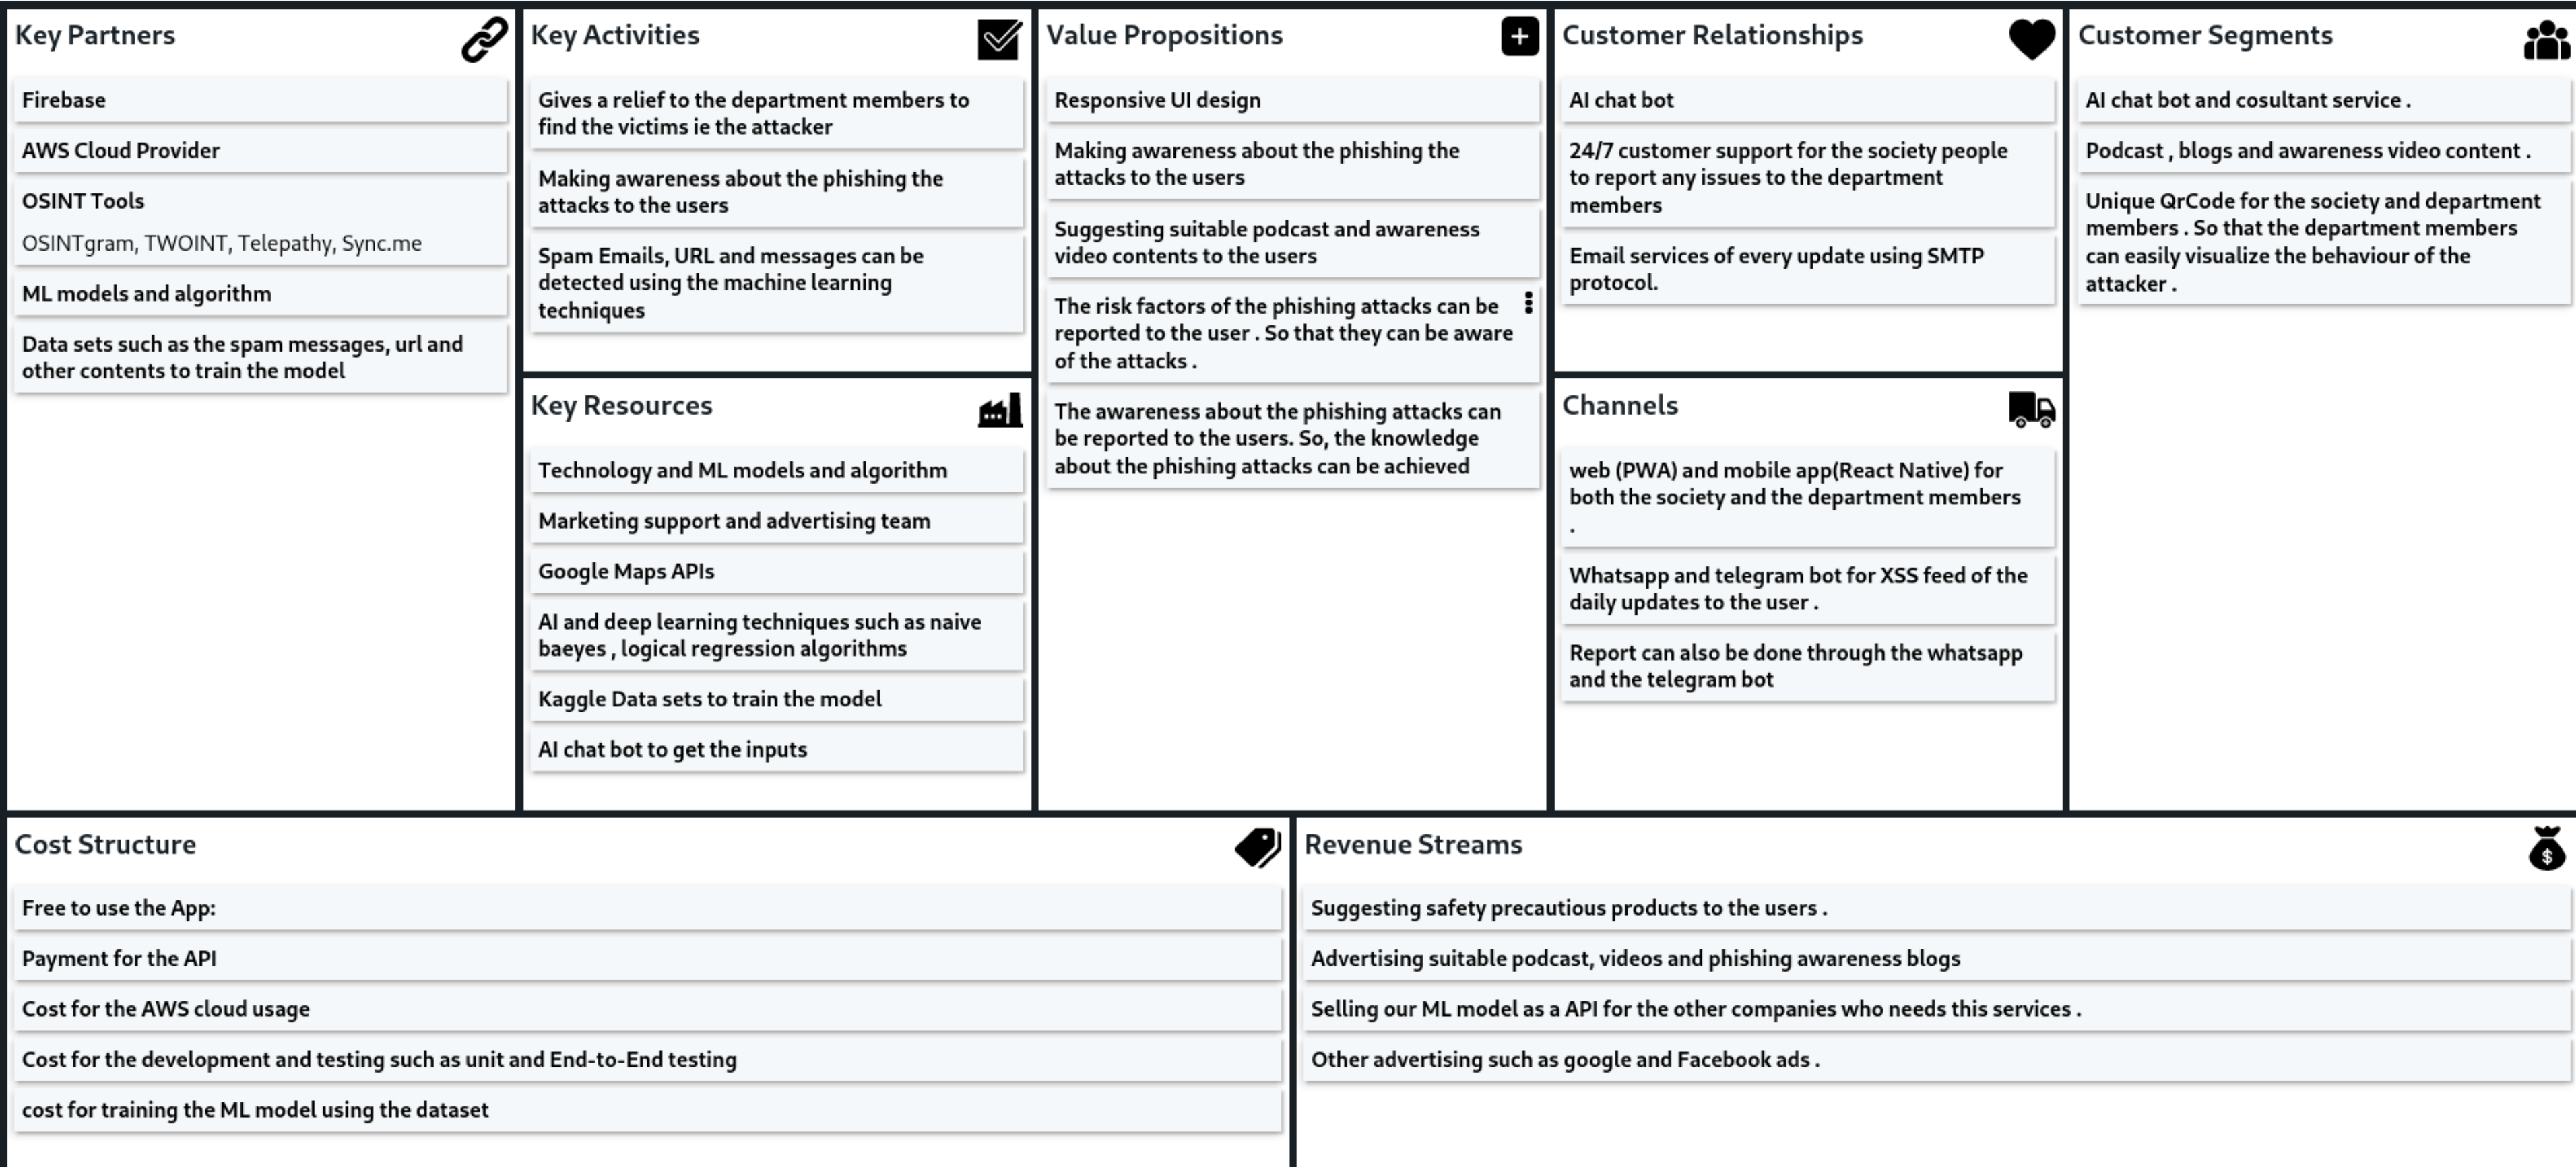 Key Partners
Firebase
AWS Cloud Provider
OSINT Tools
OSINTgram, TWOINT, Telepathy, Sync.me
ML models and algorithm
Data sets such as the spam messages, url and
other contents to train the model
Key Activities
Gives a relief to the department members to
find the victims ie the attacker
Making awareness about the phishing the
attacks to the users
Spam Emails, URL and messages can be
detected using the machine learning
techniques
Key Resources
Technology and ML models and algorithm
Marketing support and advertising team
Google Maps APIs
AI and deep learning techniques such as naive
baeyes , logical regression algorithms
Kaggle Data sets to train the model
AI chat bot to get the inputs
Value Propositions
Responsive UI design
Making awareness about the phishing the
attacks to the users
Suggesting suitable podcast and awareness
video contents to the users
The risk factors of the phishing attacks can be
reported to the user . So that they can be aware
of the attacks .
The awareness about the phishing attacks can
be reported to the users. So, the knowledge
about the phishing attacks can be achieved
Customer Relationships
AI chat bot
24/7 customer support for the society people
to report any issues to the department
members
Email services of every update using SMTP
protocol.
Channels
web (PWA) and mobile app(React Native) for
both the society and the department members
.
Whatsapp and telegram bot for XSS feed of the
daily updates to the user .
Report can also be done through the whatsapp
and the telegram bot
Customer Segments
AI chat bot and cosultant service .
Podcast , blogs and awareness video content .
Unique QrCode for the society and department
members . So that the department members
can easily visualize the behaviour of the
attacker .
Cost Structure
Free to use the App:
Payment for the API
Cost for the AWS cloud usage
Cost for the development and testing such as unit and End-to-End testing
cost for training the ML model using the dataset
Revenue Streams
Suggesting safety precautious products to the users .
Advertising suitable podcast, videos and phishing awareness blogs
Selling our ML model as a API for the other companies who needs this services .
Other advertising such as google and Facebook ads .